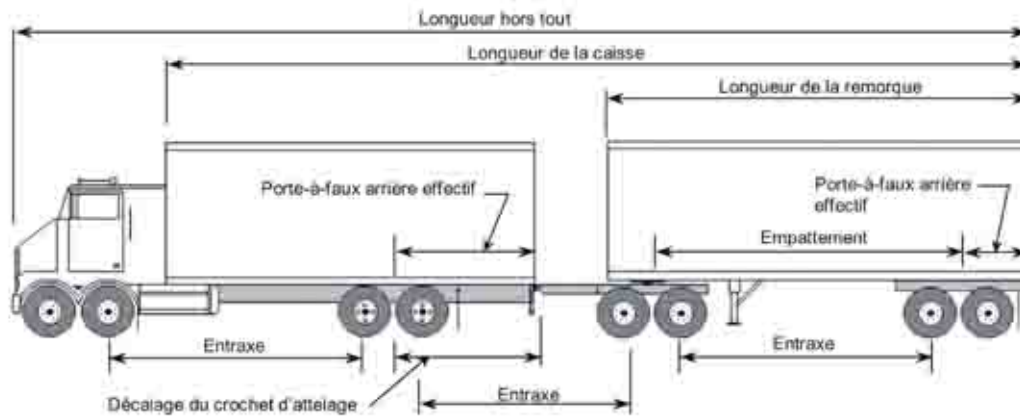 Longueur hors tout
Longueur de la caisse
Longueur de la remorque
Porte-à-faux arrière effectif
Porte-à-faux arrière
effectif
Empattement
Entraxe
Entraxe
Entraxe
Décalage du crochet d'attelage